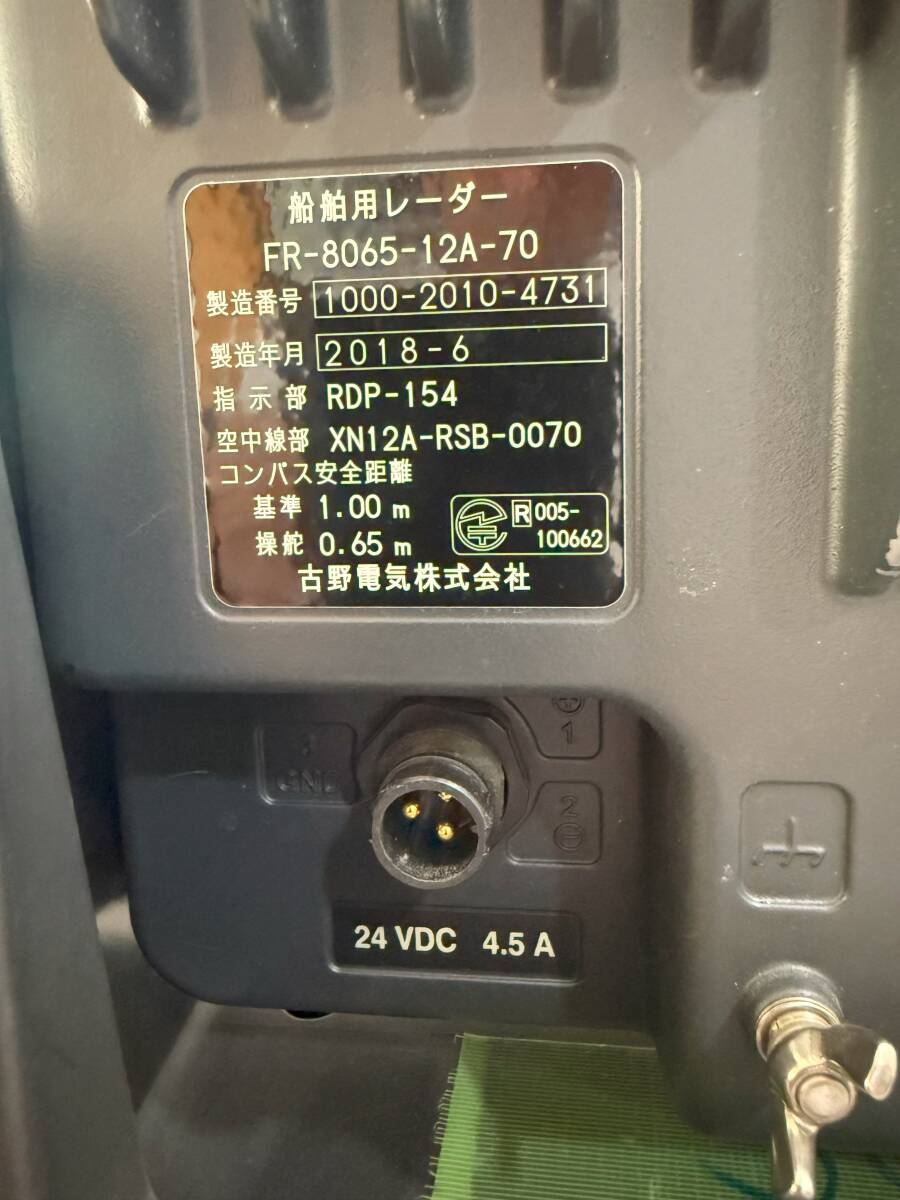 船舶用レーダー
FR-8065-12A-70
製造番号 1000-2010-4731
製造年月 2018-6
指示部 RDP-154
空中線部 XN12A-RSB-0070
コンパス安全距離
基準 1.00 m
操舵 0.65 m
R 005-
100662
古野電気株式会社
1
2
24 VDC 4.5 A